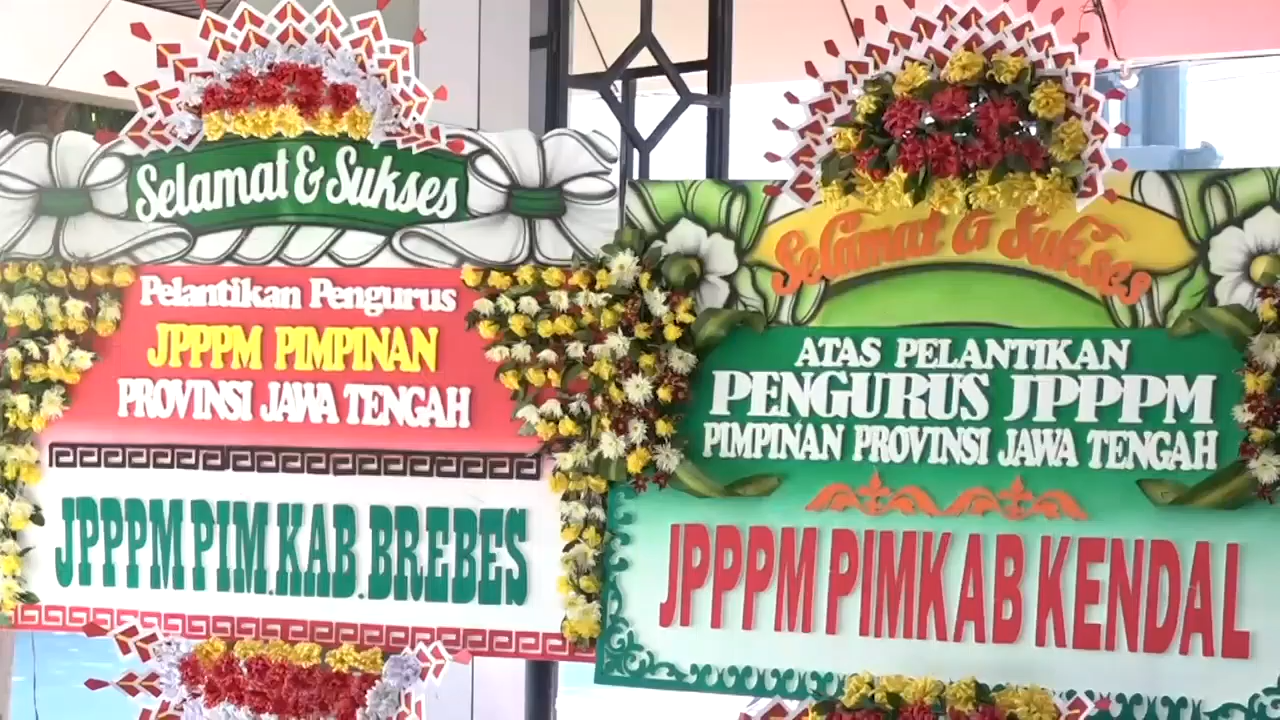 Selamat & Sukses
Pelantikan Pengurus
JPPPM PIMPINAN
PROVINSI JAWA TENGAH
JPPPM PIM.KAB.BREBES
Selamat & Sukses
ATAS PELANTIKAN
PENGURUS JPPPM
PIMPINAN PROVINSI JAWA TENGAH
JPPPM PIMKAB KENDAL